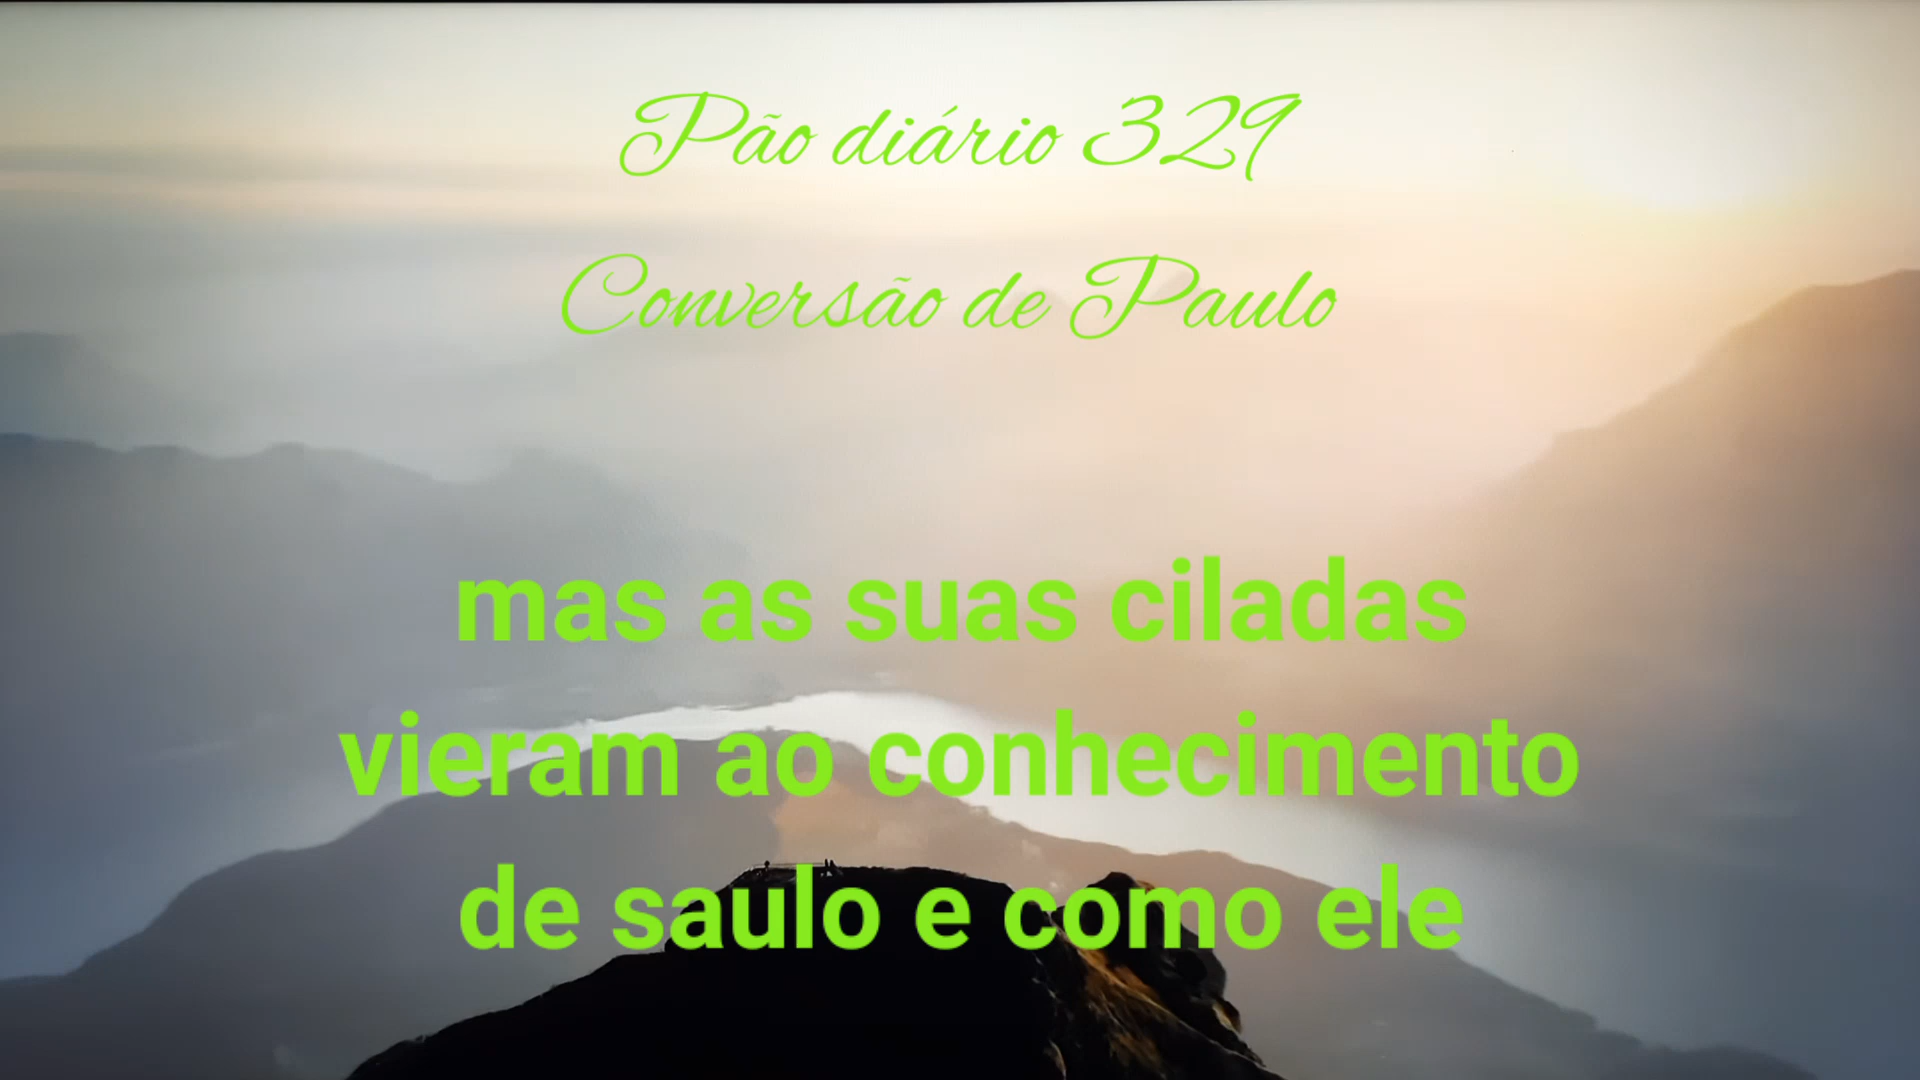 Pão diário 329
Conversão de Paulo
mas as suas ciladas
vieram ao conhecimento
de saulo e como ele